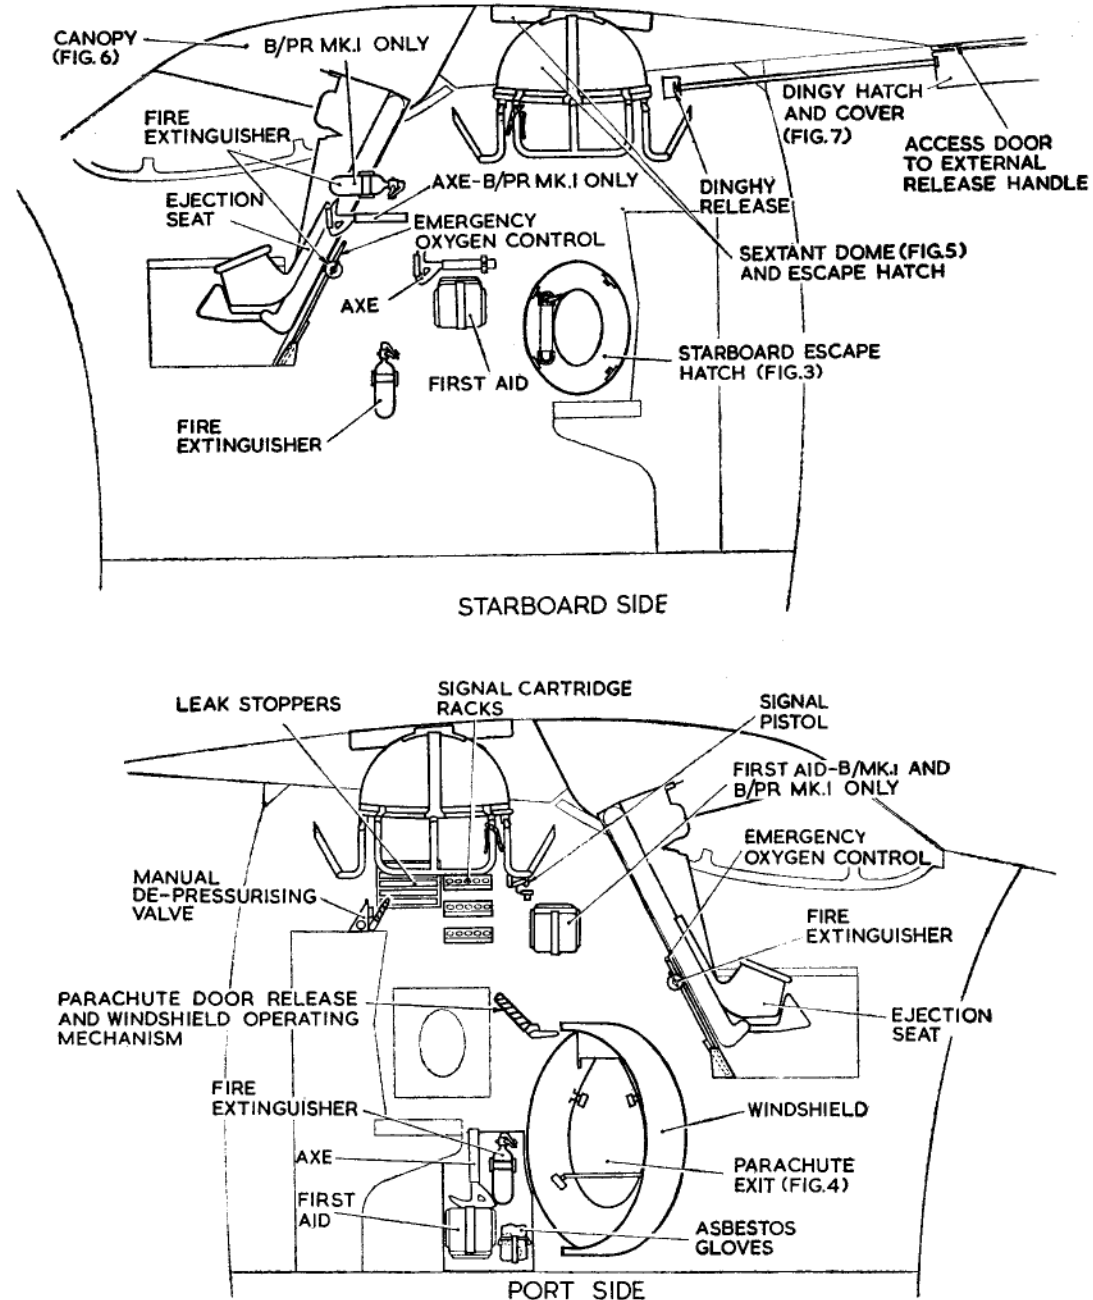 CANOPY
(FIG. 6)
B/PR MK.I ONLY
FIRE
EXTINGUISHER
EJECTION
SEAT
AXE-B/PR MK.I ONLY
EMERGENCY
OXYGEN CONTROL
AXE
FIRST AID
FIRE
EXTINGUISHER
DINGY HATCH
AND COVER
(FIG.7)
ACCESS DOOR
TO EXTERNAL
RELEASE HANDLE
DINGHY
RELEASE
SEXTANT DOME (FIG.5)
AND ESCAPE HATCH
STARBOARD ESCAPE
HATCH (FIG.3)
STARBOARD SIDE
LEAK STOPPERS
SIGNAL CARTRIDGE
RACKS
SIGNAL
PISTOL
FIRST AID-B/MK.I AND
B/PR MK.I ONLY
EMERGENCY
OXYGEN CONTROL
MANUAL
DE-PRESSURISING
VALVE
FIRE
EXTINGUISHER
PARACHUTE DOOR RELEASE
AND WINDSHIELD OPERATING
MECHANISM
EJECTION
SEAT
FIRE
EXTINGUISHER
WINDSHIELD
AXE
PARACHUTE
EXIT (FIG.4)
FIRST
AID
ASBESTOS
GLOVES
PORT SIDE